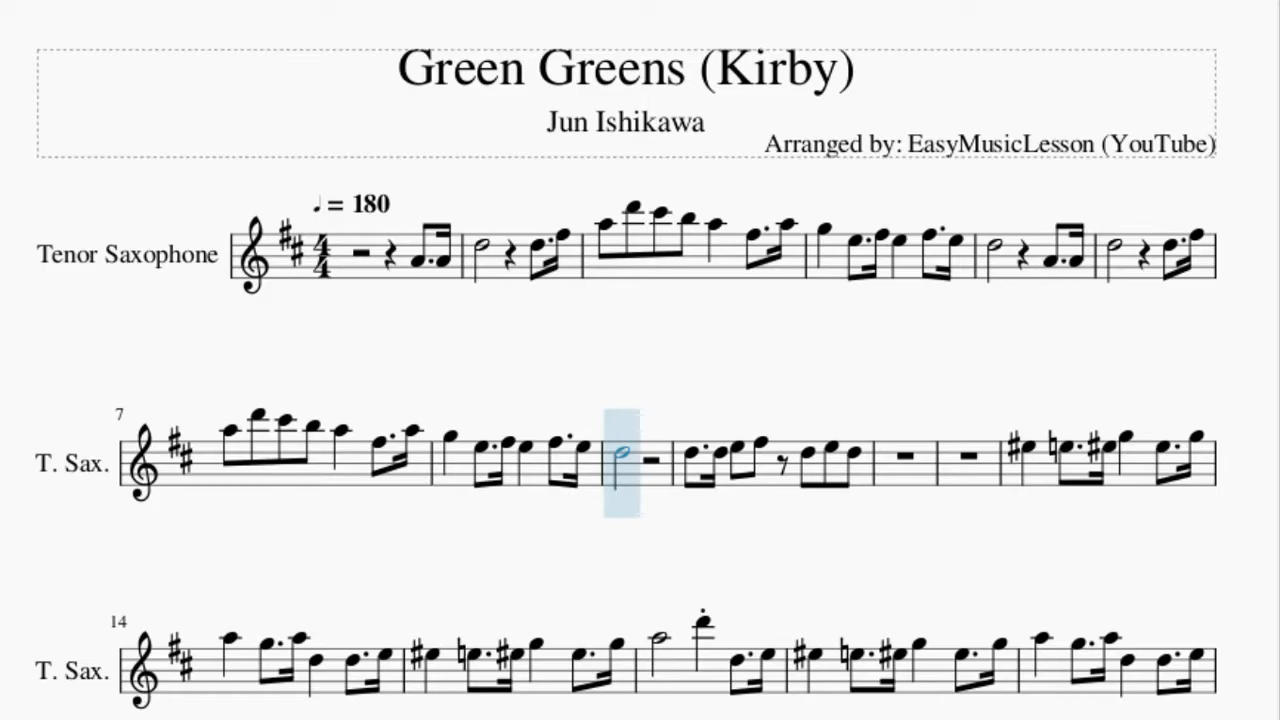 Green Greens (Kirby)
Jun Ishikawa
Arranged by: EasyMusicLesson (YouTube)
♩ = 180
Tenor Saxophone
4
4
7
T. Sax.
14
T. Sax.